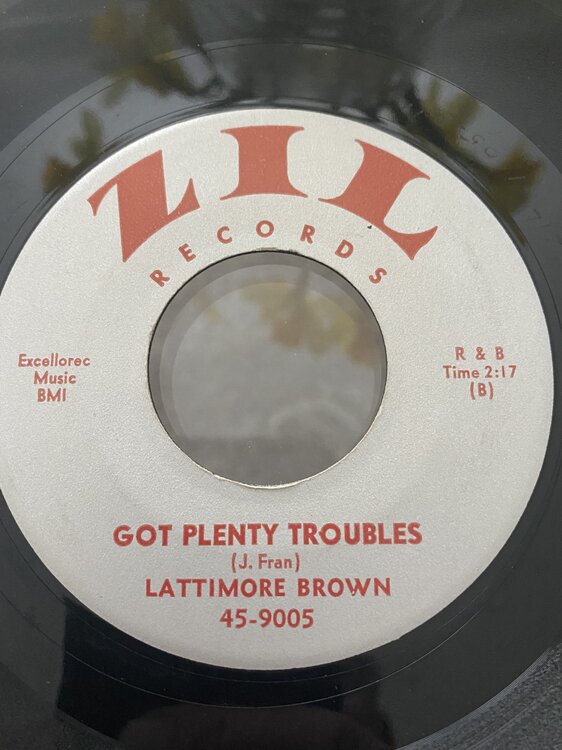 ZIL
RECORDS
Excellorec
Music
BMI
R & B
Time 2:17
(B)
GOT PLENTY TROUBLES
(J. Fran)
LATTIMORE BROWN
45-9005